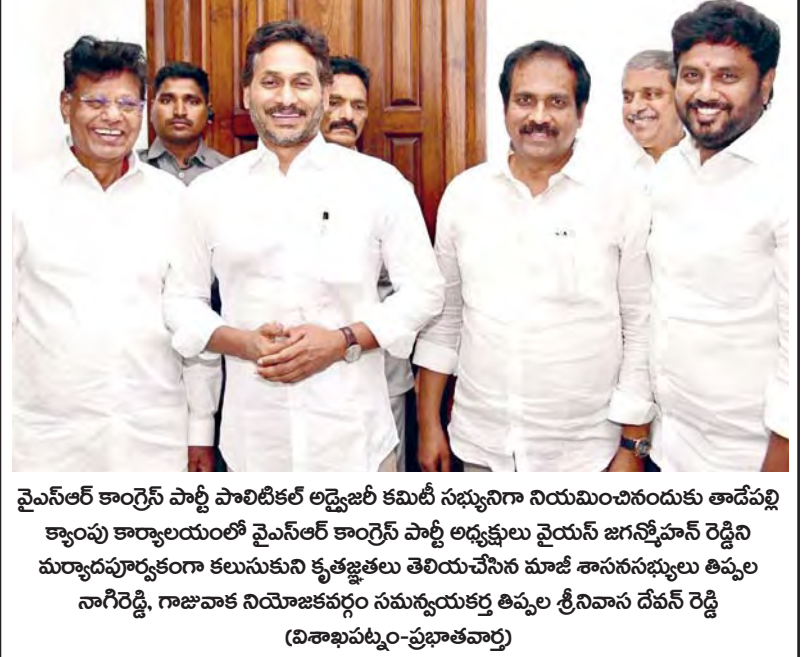 వైఎస్ఆర్ కాంగ్రెస్ పార్టీ పొలిటికల్ అడ్వైజరీ కమిటీ సభ్యునిగా నియమించినందుకు తాడేపల్లి
క్యాంపు కార్యాలయంలో వైఎస్ఆర్ కాంగ్రెస్ పార్టీ అధ్యక్షులు వైయస్ జగన్మోహన్ రెడ్డిని
మర్యాదపూర్వకంగా కలుసుకుని కృతజ్ఞతలు తెలియచేసిన మాజీ శాసనసభ్యులు తిప్పల
నాగిరెడ్డి, గాజువాక నియోజకవర్గం సమన్వయకర్త తిప్పల శ్రీనివాస దేవన్ రెడ్డి
(విశాఖపట్నం-ప్రభాతవార్త)